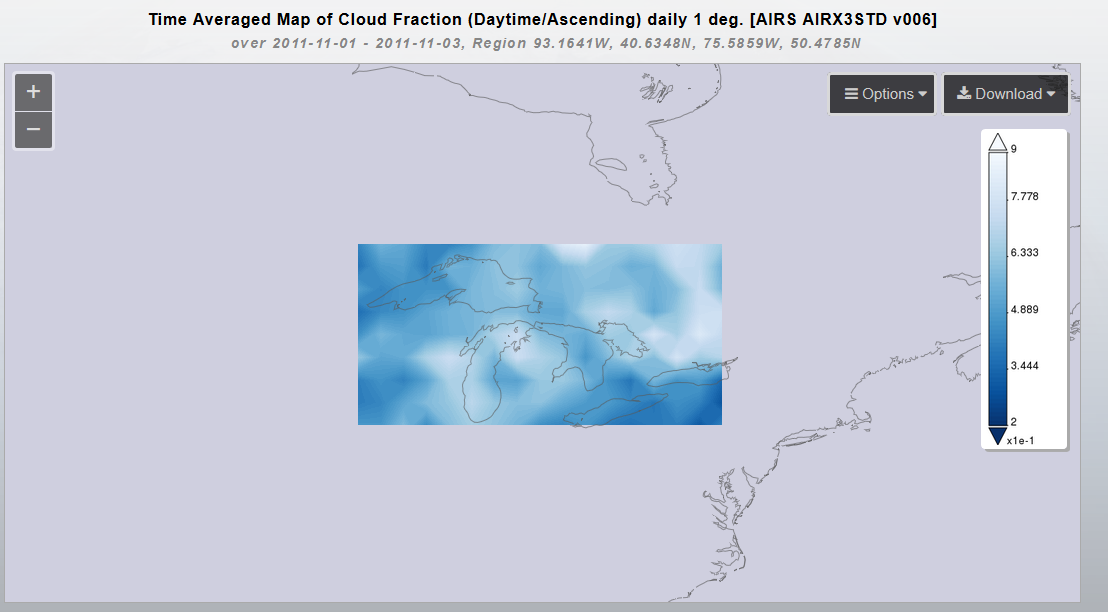 Time Averaged Map of Cloud Fraction (Daytime/Ascending) daily 1 deg. [AIRS AIRX3STD v006]
over 2011-11-01 - 2011-11-03, Region 93.1641W, 40.6348N, 75.5859W, 50.4785N
+
−
Options
Download
9
7.778
6.333
4.889
3.444
2
x1e-1